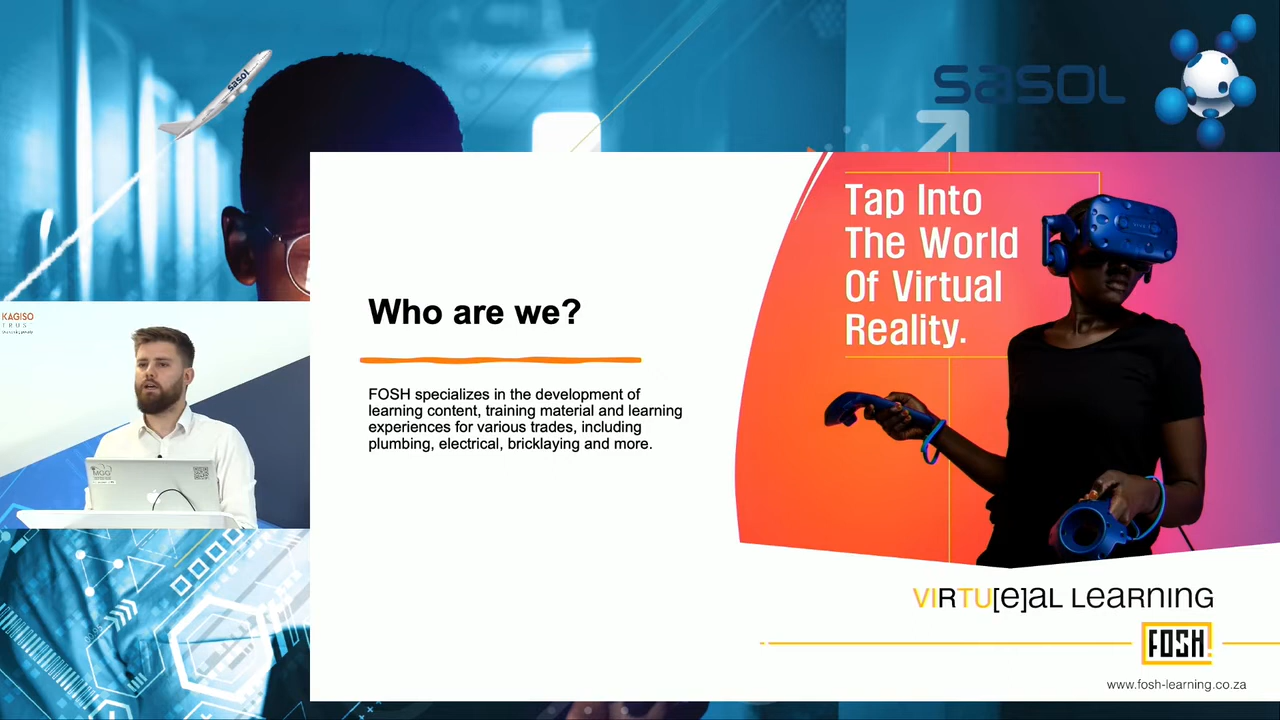 sasol
sasol
Tap Into
The World
Of Virtual
Reality.
Who are we?
FOSH specializes in the development of
learning content, training material and learning
experiences for various trades, including
plumbing, electrical, bricklaying and more.
KAGISO
TRUST
MGG
VIRTU[e]aL Learning
FOSH!
www.fosh-learning.co.za